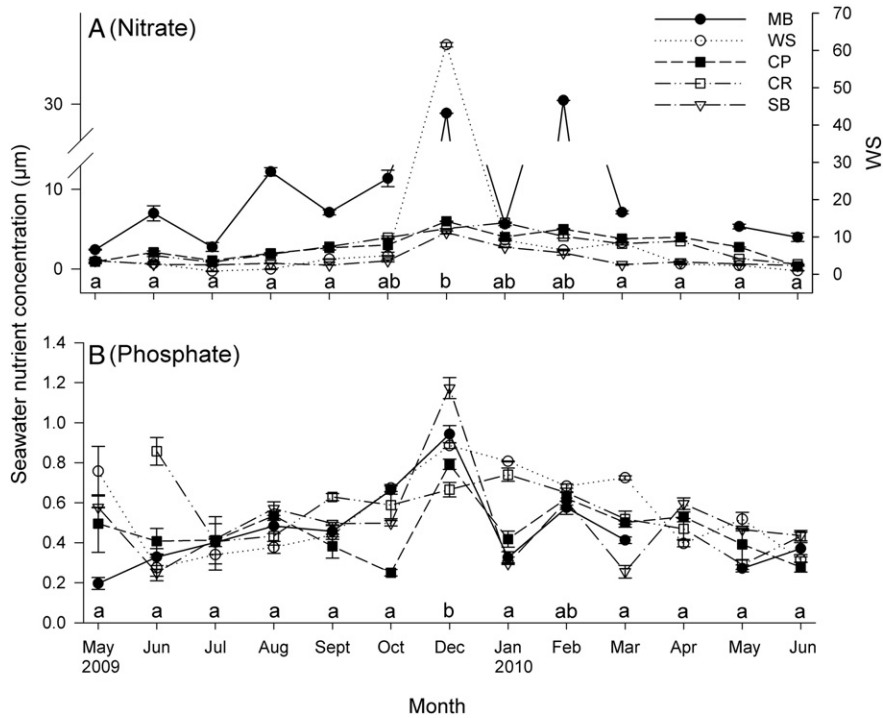 A (Nitrate)
MB
WS
CP
CR
SB
30
10
0
70
60
50
40
30
20
10
0
WS
a a a a a ab b ab ab a a a a
Seawater nutrient concentration (μm)
B (Phosphate)
1.4
1.2
1.0
0.8
0.6
0.4
0.2
0.0
a a a a a a b a ab a a a a
May Jun Jul Aug Sept Oct Dec Jan Feb Mar Apr May Jun
2009 2010
Month